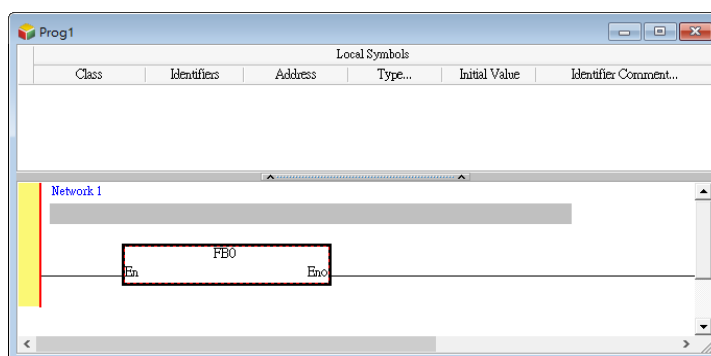 Prog1
Local Symbols
Class Identifiers Address Type... Initial Value Identifier Comment...
Network 1
FB0
En Eno